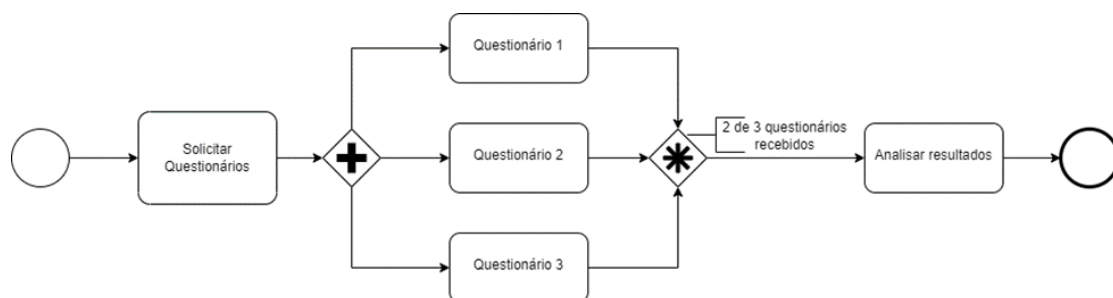 Solicitar
Questionários
Questionário 1
Questionário 2
Questionário 3
2 de 3 questionários
recebidos
Analisar resultados